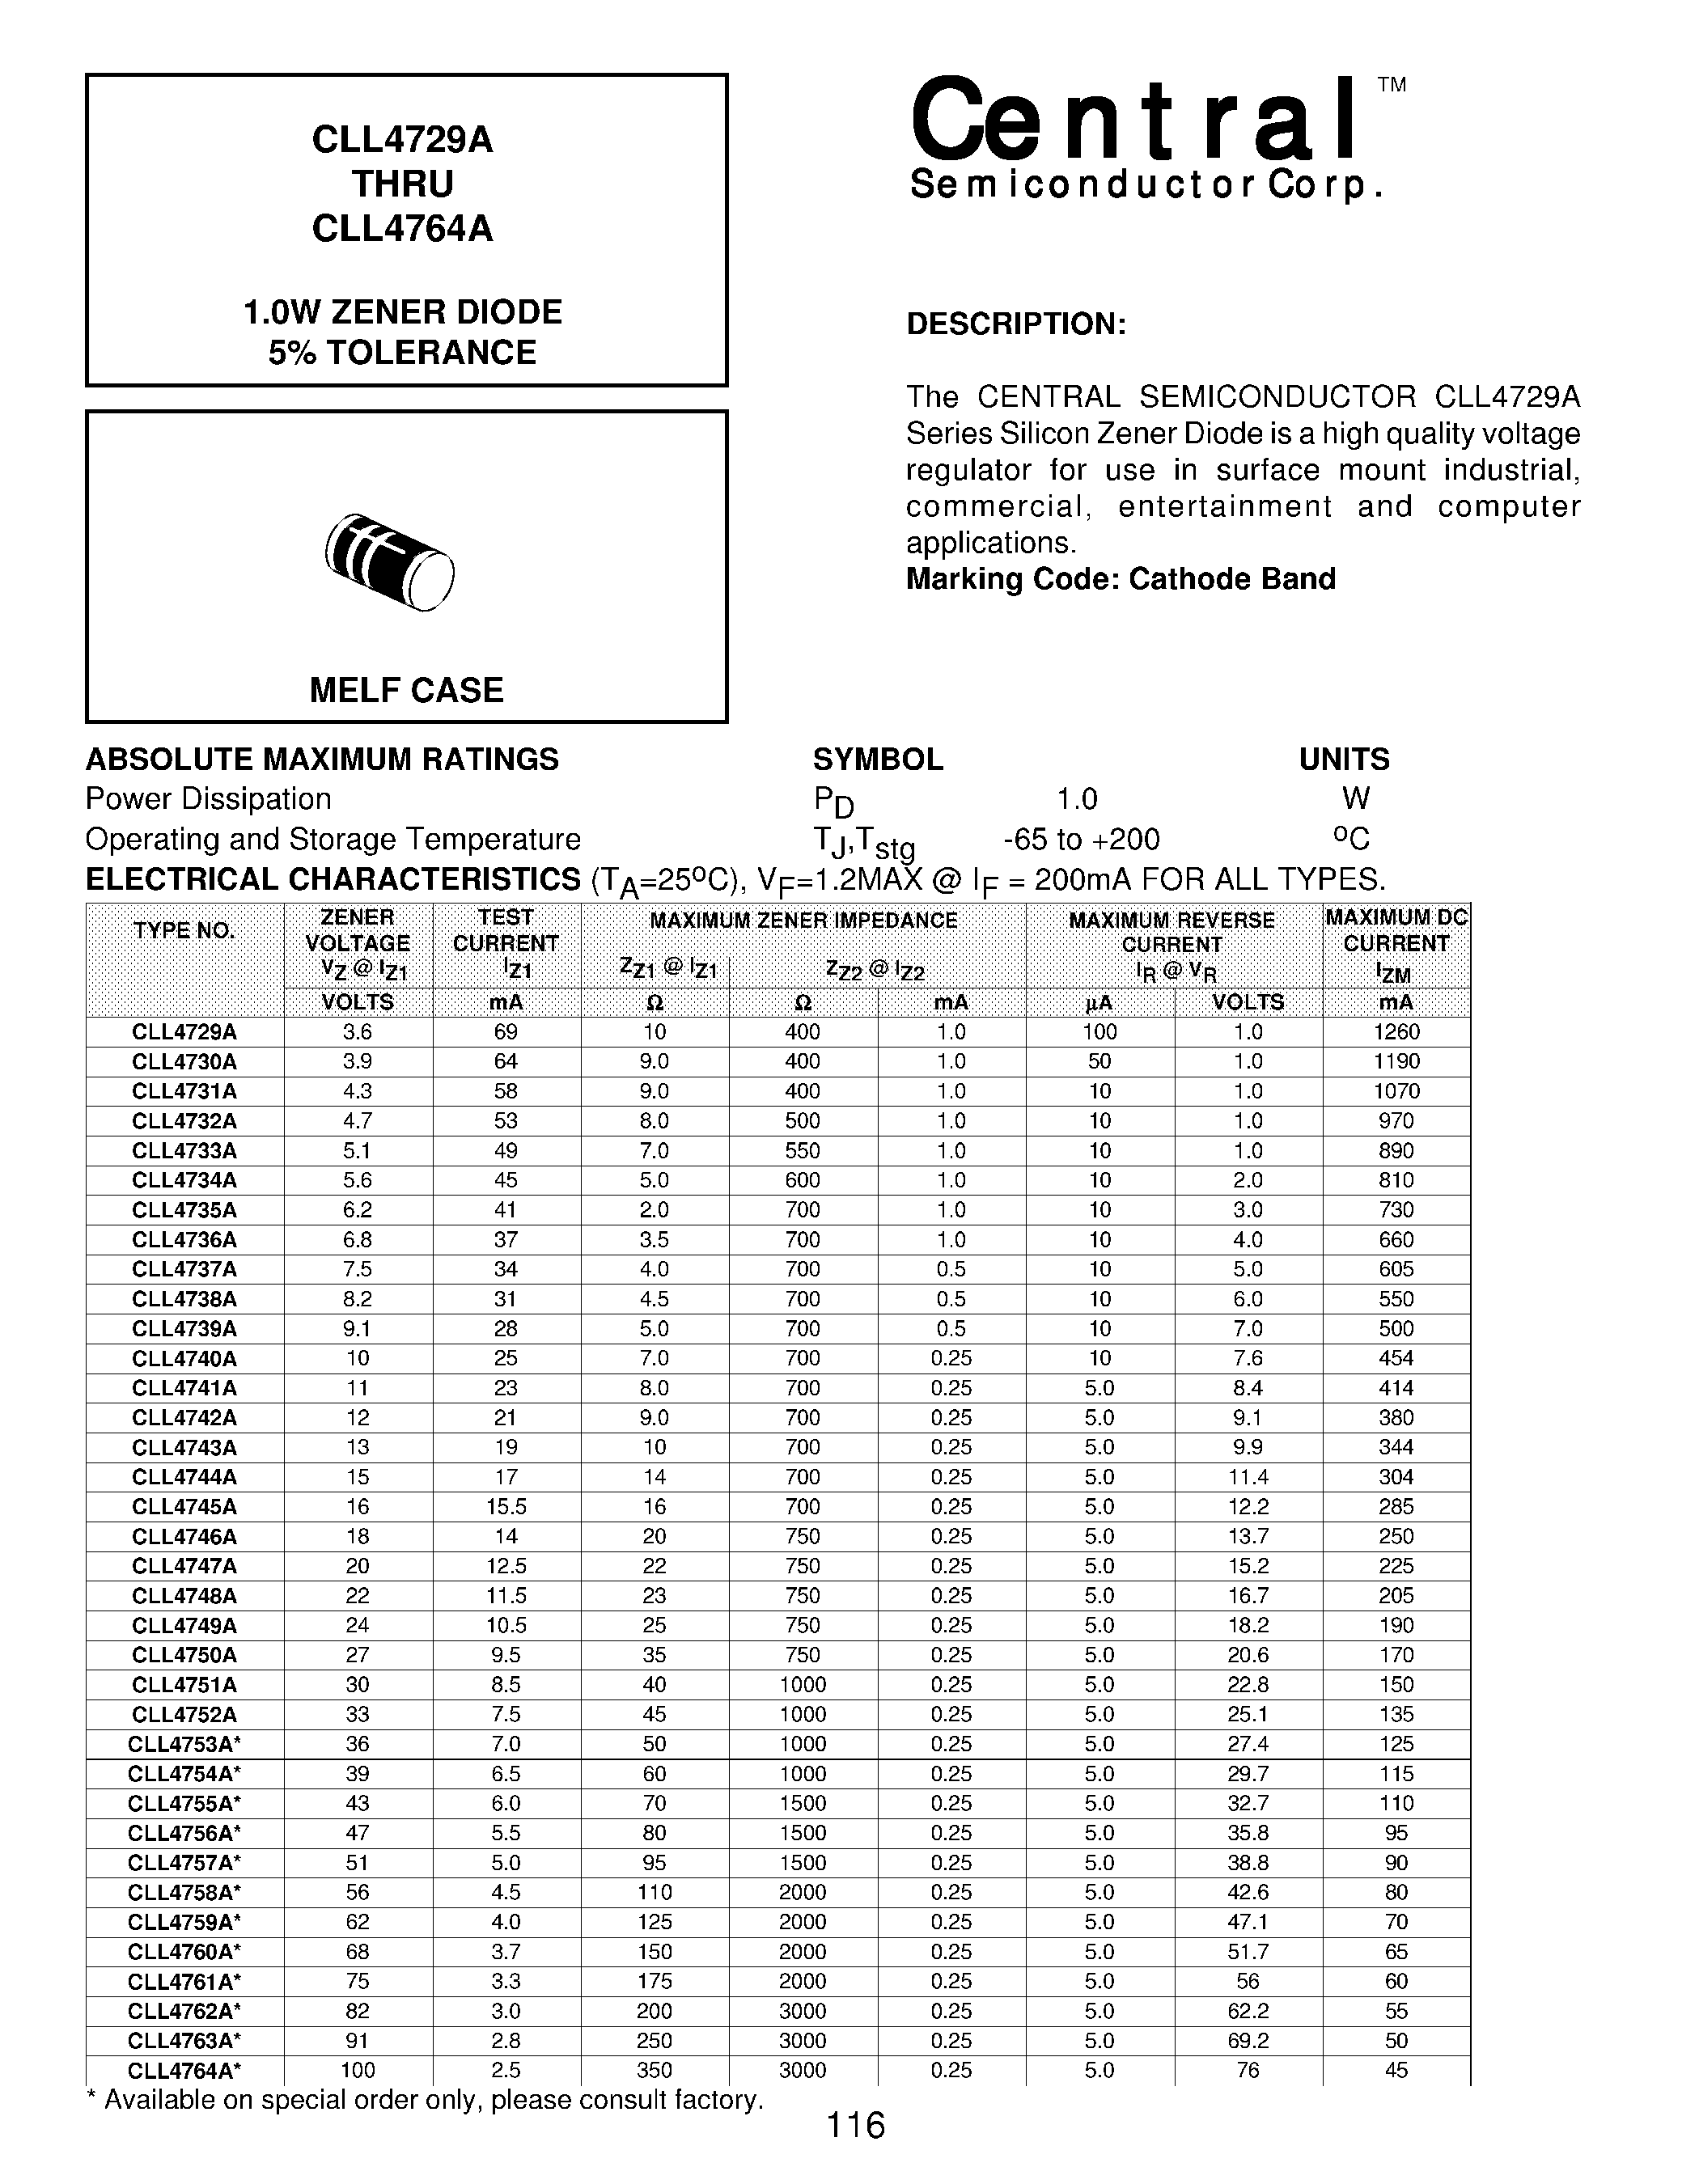 CLL4729A
THRU
CLL4764A
1.0W ZENER DIODE
5% TOLERANCE
MELF CASE
Central™
Semiconductor Corp.
DESCRIPTION:
The CENTRAL SEMICONDUCTOR CLL4729A
Series Silicon Zener Diode is a high quality voltage
regulator for use in surface mount industrial,
commercial, entertainment and computer
applications.
Marking Code: Cathode Band
ABSOLUTE MAXIMUM RATINGS SYMBOL UNITS
Power Dissipation PD 1.0 W
Operating and Storage Temperature TJ,Tstg -65 to +200 ºC
ELECTRICAL CHARACTERISTICS (TA=25ºC), VF=1.2MAX @ IF = 200mA FOR ALL TYPES.
TYPE NO. ZENER VOLTAGE VZ @ IZ1 TEST CURRENT IZ1 MAXIMUM ZENER IMPEDANCE ZZ1 @ IZ1 ZZ2 @ IZ2 MAXIMUM REVERSE CURRENT IR @ VR MAXIMUM DC CURRENT IZM
VOLTS mA Ω Ω mA µA VOLTS mA
CLL4729A 3.6 69 10 400 1.0 100 1.0 1260
CLL4730A 3.9 64 9.0 400 1.0 50 1.0 1190
CLL4731A 4.3 58 9.0 400 1.0 10 1.0 1070
CLL4732A 4.7 53 8.0 500 1.0 10 1.0 970
CLL4733A 5.1 49 7.0 550 1.0 10 1.0 890
CLL4734A 5.6 45 5.0 600 1.0 10 2.0 810
CLL4735A 6.2 41 2.0 700 1.0 10 3.0 730
CLL4736A 6.8 37 3.5 700 1.0 10 4.0 660
CLL4737A 7.5 34 4.0 700 0.5 10 5.0 605
CLL4738A 8.2 31 4.5 700 0.5 10 6.0 550
CLL4739A 9.1 28 5.0 700 0.5 10 7.0 500
CLL4740A 10 25 7.0 700 0.25 10 7.6 454
CLL4741A 11 23 8.0 700 0.25 5.0 8.4 414
CLL4742A 12 21 9.0 700 0.25 5.0 9.1 380
CLL4743A 13 19 10 700 0.25 5.0 9.9 344
CLL4744A 15 17 14 700 0.25 5.0 11.4 304
CLL4745A 16 15.5 16 700 0.25 5.0 12.2 285
CLL4746A 18 14 20 750 0.25 5.0 13.7 250
CLL4747A 20 12.5 22 750 0.25 5.0 15.2 225
CLL4748A 22 11.5 23 750 0.25 5.0 16.7 205
CLL4749A 24 10.5 25 750 0.25 5.0 18.2 190
CLL4750A 27 9.5 35 750 0.25 5.0 20.6 170
CLL4751A 30 8.5 40 1000 0.25 5.0 22.8 150
CLL4752A 33 7.5 45 1000 0.25 5.0 25.1 135
CLL4753A* 36 7.0 50 1000 0.25 5.0 27.4 125
CLL4754A* 39 6.5 60 1000 0.25 5.0 29.7 115
CLL4755A* 43 6.0 70 1500 0.25 5.0 32.7 110
CLL4756A* 47 5.5 80 1500 0.25 5.0 35.8 95
CLL4757A* 51 5.0 95 1500 0.25 5.0 38.8 90
CLL4758A* 56 4.5 110 2000 0.25 5.0 42.6 80
CLL4759A* 62 4.0 125 2000 0.25 5.0 47.1 70
CLL4760A* 68 3.7 150 2000 0.25 5.0 51.7 65
CLL4761A* 75 3.3 175 2000 0.25 5.0 56 60
CLL4762A* 82 3.0 200 3000 0.25 5.0 62.2 55
CLL4763A* 91 2.8 250 3000 0.25 5.0 69.2 50
CLL4764A* 100 2.5 350 3000 0.25 5.0 76 45
* Available on special order only, please consult factory.
116